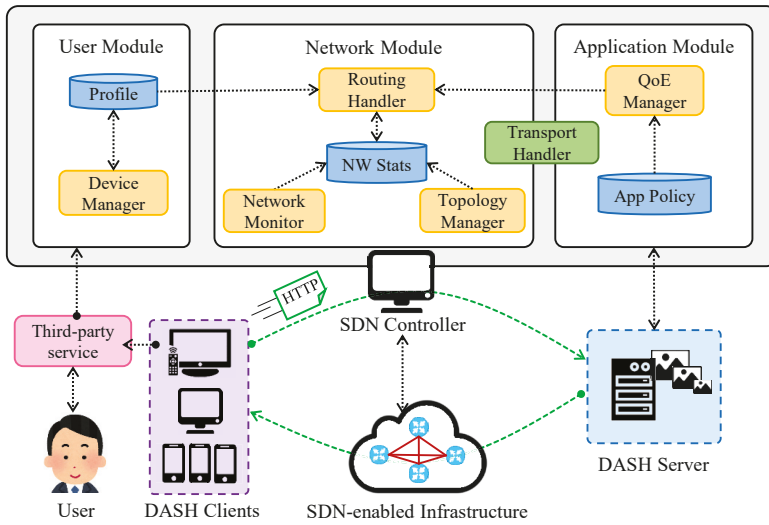 User Module
Network Module
Application Module
Profile
Routing
Handler
QoE
Manager
Transport
Handler
Device
Manager
NW Stats
Network
Monitor
Topology
Manager
App Policy
HTTP
SDN Controller
Third-party
service
User
DASH Clients
SDN-enabled Infrastructure
DASH Server